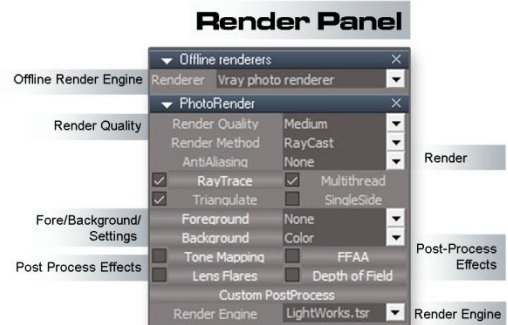 Render Panel
Offline renderers
Offline Render Engine
Renderer Vray photo renderer
PhotoRender
Render Quality
Render Quality Medium
Render Method RayCast
AntiAliasing None
Render
RayTrace Multithread
Triangulate SingleSide
Fore/Background/
Settings
Foreground None
Background Color
Tone Mapping FFAA
Post-Process
Effects
Post Process Effects
Lens Flares Depth of Field
Custom PostProcess
Render Engine LightWorks.tsr
Render Engine